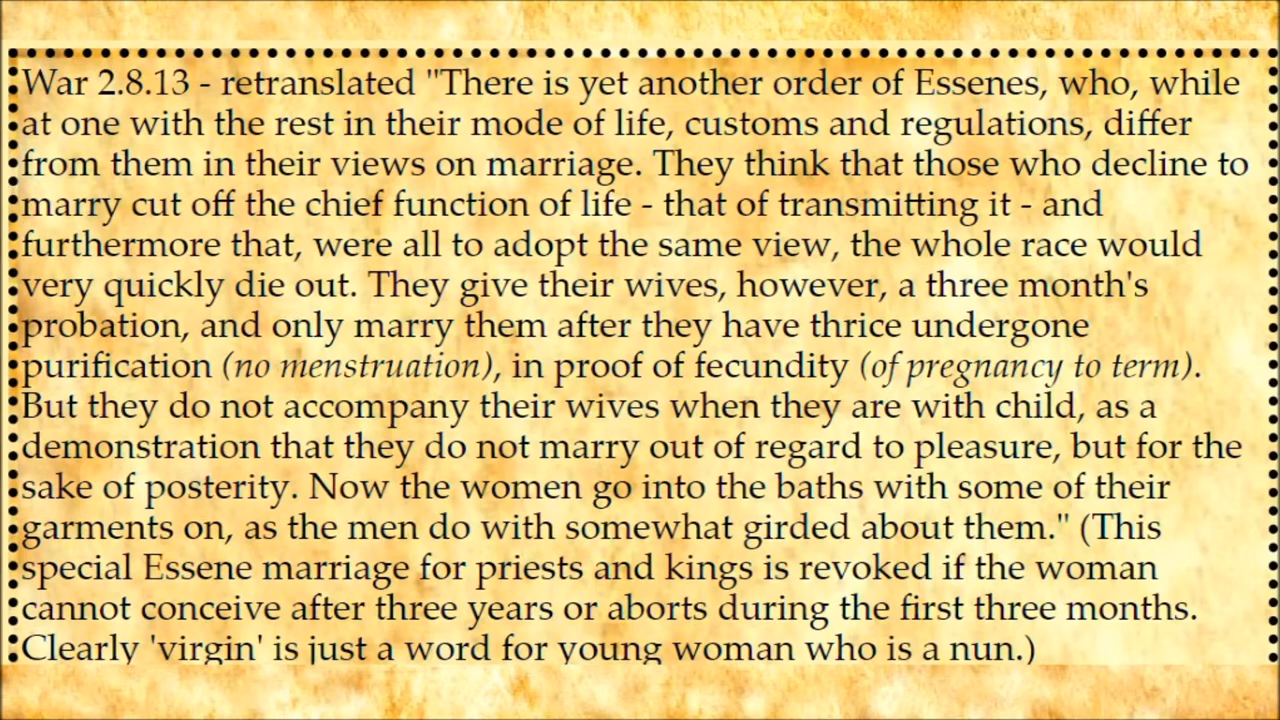 War 2.8.13 - retranslated "There is yet another order of Essenes, who, while
at one with the rest in their mode of life, customs and regulations, differ
from them in their views on marriage. They think that those who decline to
marry cut off the chief function of life - that of transmitting it - and
furthermore that, were all to adopt the same view, the whole race would
very quickly die out. They give their wives, however, a three month's
probation, and only marry them after they have thrice undergone
purification (no menstruation), in proof of fecundity (of pregnancy to term).
But they do not accompany their wives when they are with child, as a
demonstration that they do not marry out of regard to pleasure, but for the
sake of posterity. Now the women go into the baths with some of their
garments on, as the men do with somewhat girded about them." (This
special Essene marriage for priests and kings is revoked if the woman
cannot conceive after three years or aborts during the first three months.
Clearly 'virgin' is just a word for young woman who is a nun.)